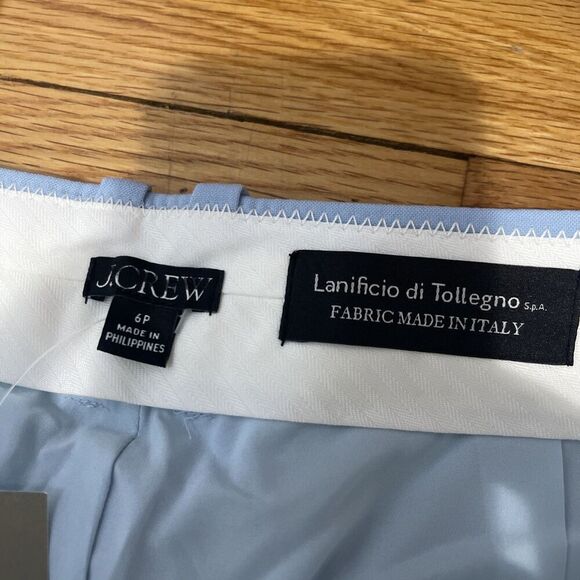 J.CREW
6P
MADE IN
PHILIPPINES
Lanificio di Tollegno S.p.A.
FABRIC MADE IN ITALY